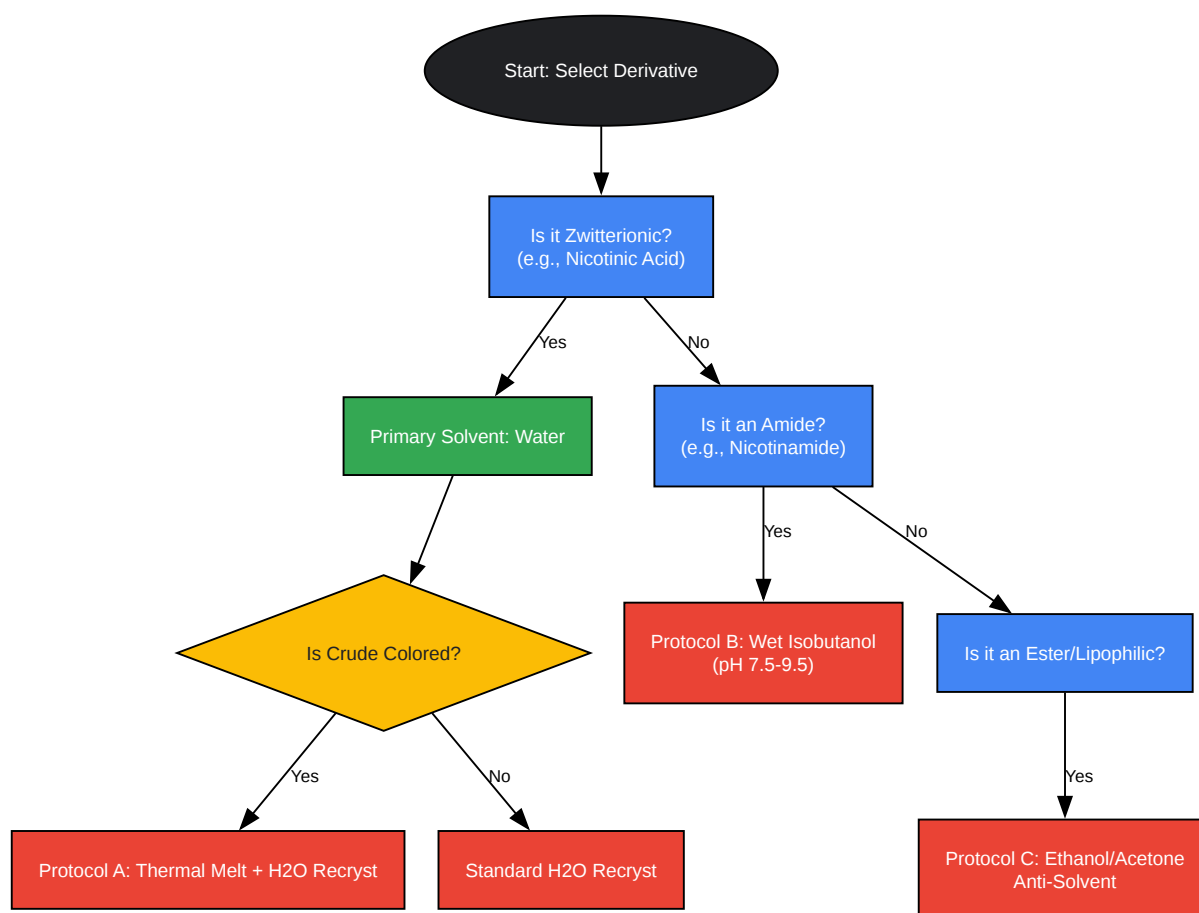 Start: Select Derivative
Is it Zwitterionic?
(e.g., Nicotinic Acid)
Yes
No
Primary Solvent: Water
Is it an Amide?
(e.g., Nicotinamide)
Yes
No
Is Crude Colored?
Protocol B: Wet Isobutanol
(pH 7.5-9.5)
Is it an Ester/Lipophilic?
Yes
No
Yes
Protocol A: Thermal Melt + H2O Recryst
Standard H2O Recryst
Protocol C: Ethanol/Acetone
Anti-Solvent